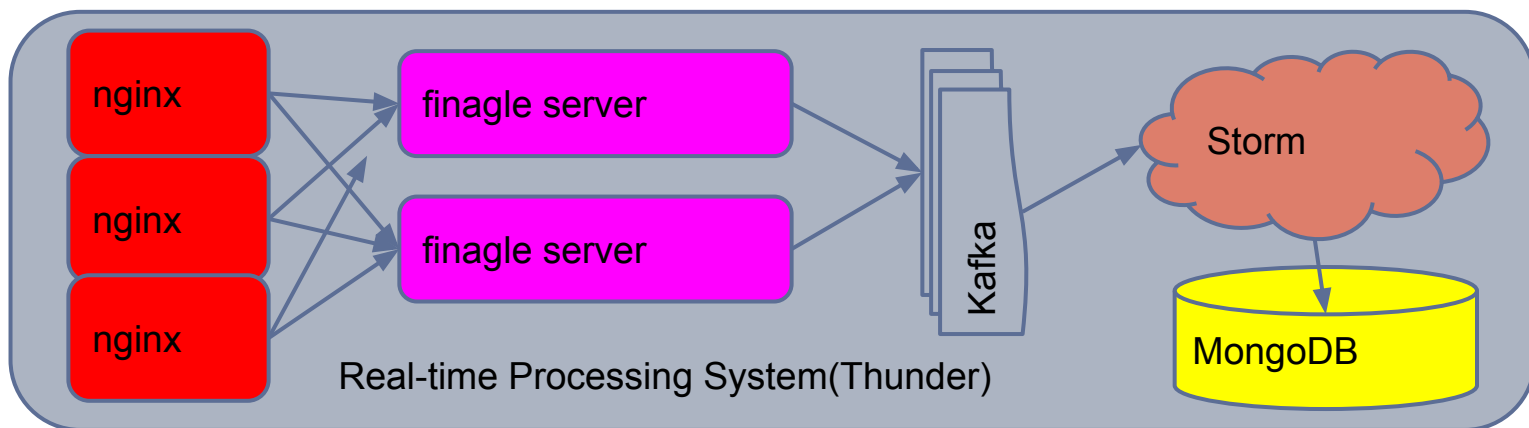 nginx
nginx
nginx
finagle server
finagle server
Kafka
Storm
MongoDB
Real-time Processing System(Thunder)